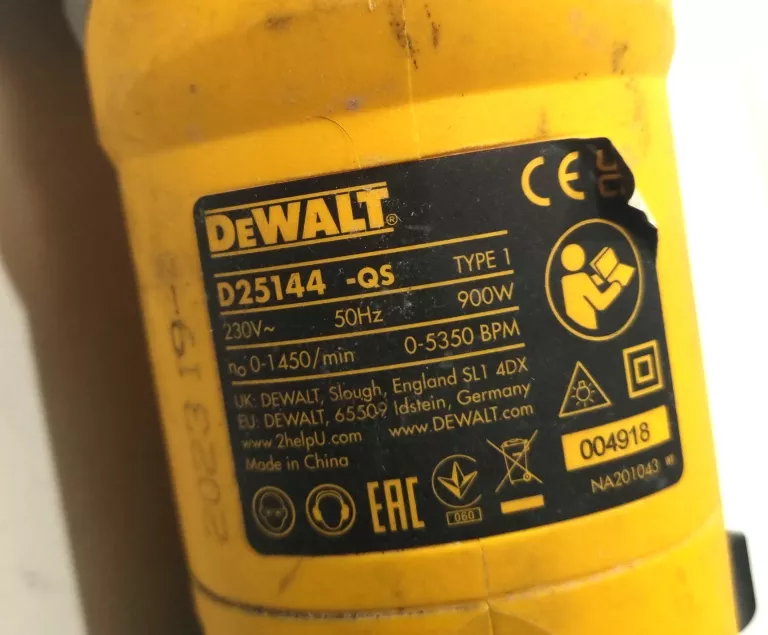 DEWALT®
CE
D25144 -QS TYPE 1
230V~ 50Hz 900W
n₀ 0-1450/min 0-5350 BPM
UK: DEWALT, Slough, England SL1 4DX
EU: DEWALT, 65509 Idstein, Germany
www.2helpU.com www.DEWALT.com
Made in China
004918
NA201043
EAC
060
2023 19-